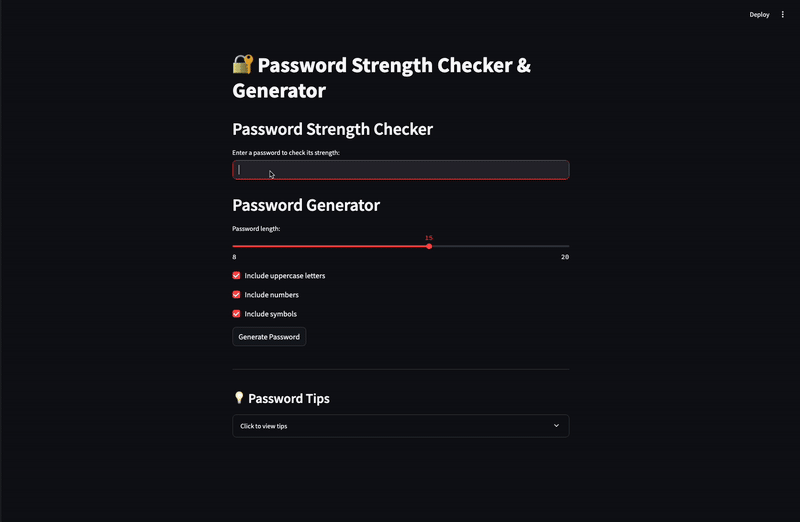 Deploy
🔐 Password Strength Checker &
Generator
Password Strength Checker
Enter a password to check its strength:
Password Generator
Password length:
15
8 20
Include uppercase letters
Include numbers
Include symbols
Generate Password
💡 Password Tips
Click to view tips